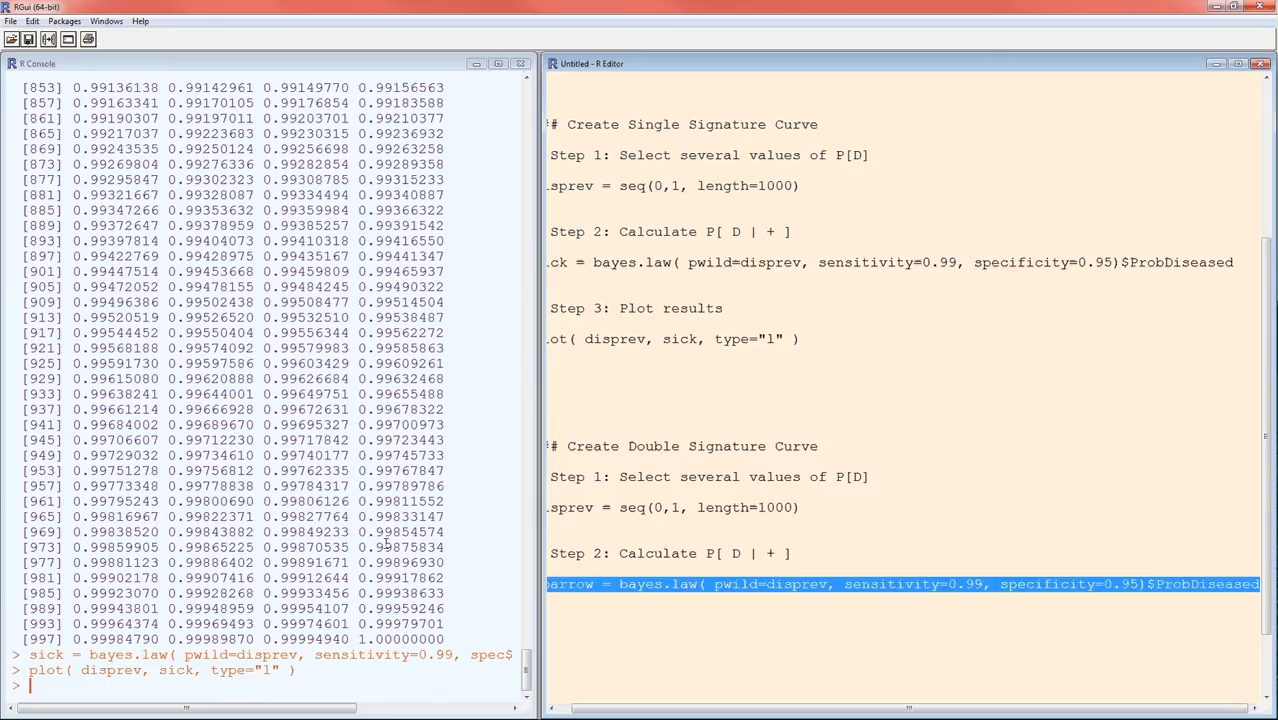 RGui (64-bit)
File Edit Packages Windows Help
R Console
[853] 0.99136138 0.99142961 0.99149770 0.99156563
[857] 0.99163341 0.99170105 0.99176854 0.99183588
[861] 0.99190307 0.99197011 0.99203701 0.99210377
[865] 0.99217037 0.99223683 0.99230315 0.99236932
[869] 0.99243535 0.99250124 0.99256698 0.99263258
[873] 0.99269804 0.99276336 0.99282854 0.99289358
[877] 0.99295847 0.99302323 0.99308785 0.99315233
[881] 0.99321667 0.99328087 0.99334494 0.99340887
[885] 0.99347266 0.99353632 0.99359984 0.99366322
[889] 0.99372647 0.99378959 0.99385257 0.99391542
[893] 0.99397814 0.99404073 0.99410318 0.99416550
[897] 0.99422769 0.99428975 0.99435167 0.99441347
[901] 0.99447514 0.99453668 0.99459809 0.99465937
[905] 0.99472052 0.99478155 0.99484245 0.99490322
[909] 0.99496386 0.99502438 0.99508477 0.99514504
[913] 0.99520519 0.99526520 0.99532510 0.99538487
[917] 0.99544452 0.99550404 0.99556344 0.99562272
[921] 0.99568188 0.99574092 0.99579983 0.99585863
[925] 0.99591730 0.99597586 0.99603429 0.99609261
[929] 0.99615080 0.99620888 0.99626684 0.99632468
[933] 0.99638241 0.99644001 0.99649751 0.99655488
[937] 0.99661214 0.99666928 0.99672631 0.99678322
[941] 0.99684002 0.99689670 0.99695327 0.99700973
[945] 0.99706607 0.99712230 0.99717842 0.99723443
[949] 0.99729032 0.99734610 0.99740177 0.99745733
[953] 0.99751278 0.99756812 0.99762335 0.99767847
[957] 0.99773348 0.99778838 0.99784317 0.99789786
[961] 0.99795243 0.99800690 0.99806126 0.99811552
[965] 0.99816967 0.99822371 0.99827764 0.99833147
[969] 0.99838520 0.99843882 0.99849233 0.99854574
[973] 0.99859905 0.99865225 0.99870535 0.99875834
[977] 0.99881123 0.99886402 0.99891671 0.99896930
[981] 0.99902178 0.99907416 0.99912644 0.99917862
[985] 0.99923070
[989] 0.99943801 0.99948959 0.99954107 0.99959246
[993] 0.99964374 0.99969493 0.99974601 0.99979701
[997] 0.99984790 0.99989870 0.99994940 1.00000000
> sick = bayes.law( pwild=disprev, sensitivity=0.99, spec$
> plot( disprev, sick, type="l" )
>
Untitled - R Editor
## Create Single Signature Curve
Step 1: Select several values of P[D]
isprev = seq(0,1, length=1000)
Step 2: Calculate P[ D | + ]
ick = bayes.law( pwild=disprev, sensitivity=0.99, specificity=0.95)$ProbDiseased
Step 3: Plot results
lot( disprev, sick, type="l" )
## Create Double Signature Curve
Step 1: Select several values of P[D]
isprev = seq(0,1, length=1000)
Step 2: Calculate P[ D | + ]
parrow = bayes.law( pwild=disprev, sensitivity=0.99, specificity=0.95)$ProbDiseased